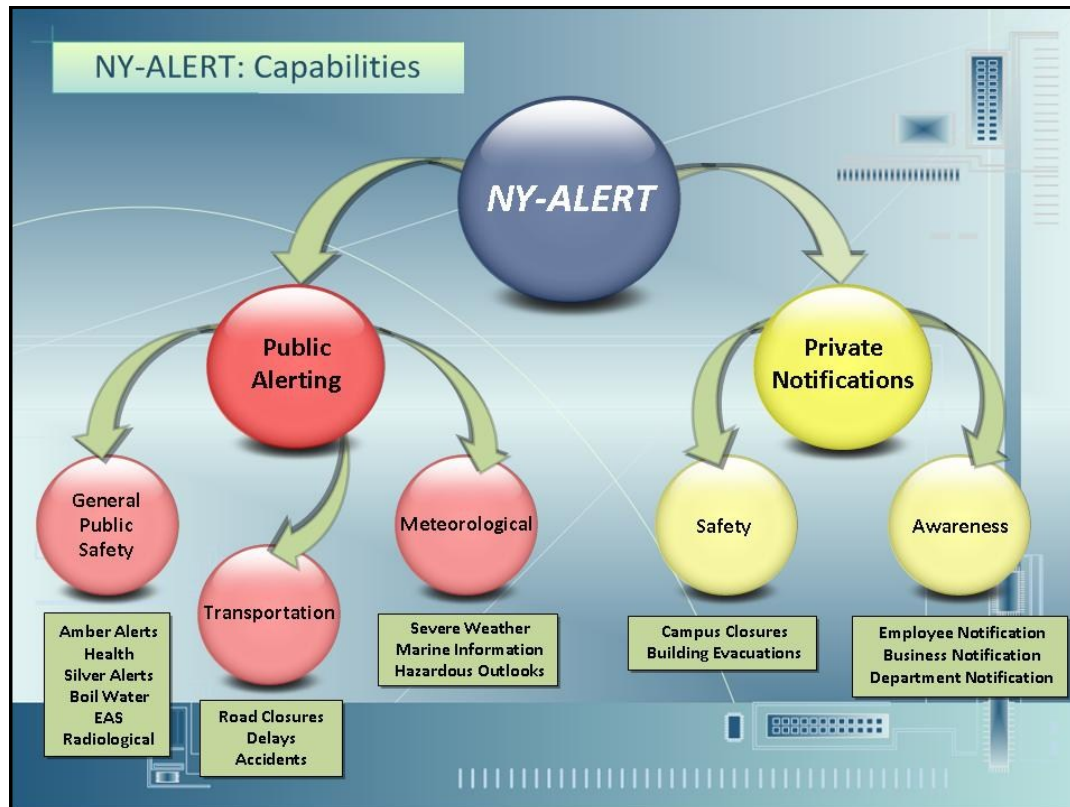 NY-ALERT: Capabilities
NY-ALERT
Public
Alerting
Private
Notifications
General
Public
Safety
Transportation
Meteorological
Safety
Awareness
Amber Alerts
Health
Silver Alerts
Boil Water
EAS
Radiological
Road Closures
Delays
Accidents
Severe Weather
Marine Information
Hazardous Outlooks
Campus Closures
Building Evacuations
Employee Notification
Business Notification
Department Notification